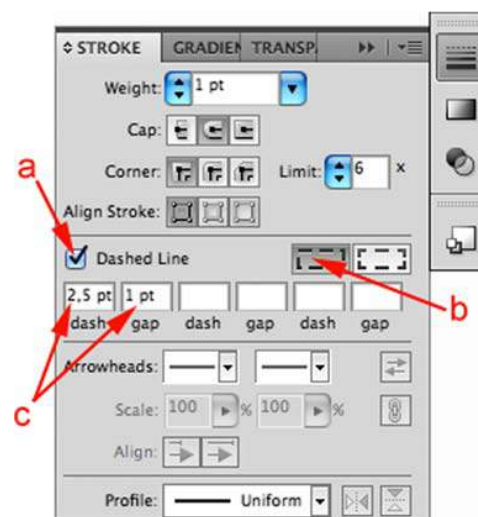 STROKE GRADIEN TRANSP
Weight: 1 pt
Cap:
a
Corner: Limit: 6 x
Align Stroke:
Dashed Line
b
2,5 pt 1 pt
dash gap dash gap dash gap
Arrowheads:
c
Scale: 100 % 100 %
Align:
Profile: Uniform